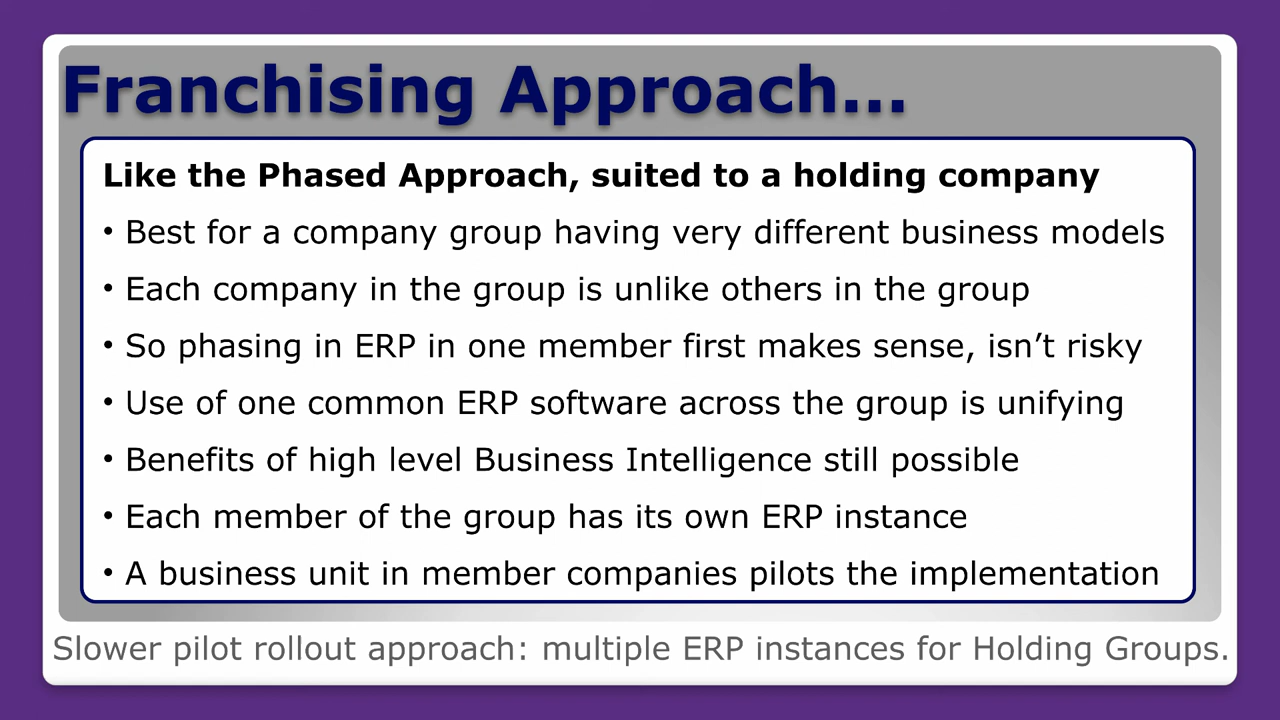 Franchising Approach...
Like the Phased Approach, suited to a holding company
• Best for a company group having very different business models
• Each company in the group is unlike others in the group
• So phasing in ERP in one member first makes sense, isn’t risky
• Use of one common ERP software across the group is unifying
• Benefits of high level Business Intelligence still possible
• Each member of the group has its own ERP instance
• A business unit in member companies pilots the implementation
Slower pilot rollout approach: multiple ERP instances for Holding Groups.